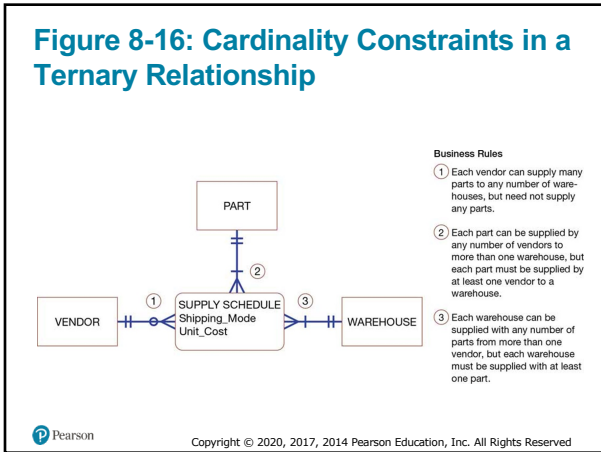 Figure 8-16: Cardinality Constraints in a
Ternary Relationship
Business Rules
1 Each vendor can supply many
parts to any number of ware-
houses, but need not supply
any parts.
2 Each part can be supplied by
any number of vendors to
more than one warehouse, but
each part must be supplied by
at least one vendor to a
warehouse.
3 Each warehouse can be
supplied with any number of
parts from more than one
vendor, but each warehouse
must be supplied with at least
one part.
PART
2
1
3
VENDOR
SUPPLY SCHEDULE
Shipping_Mode
Unit_Cost
WAREHOUSE
P Pearson
Copyright © 2020, 2017, 2014 Pearson Education, Inc. All Rights Reserved